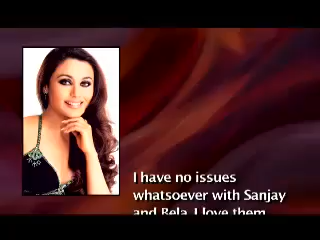 I have no issues
whatsoever with Sanjay
and Bela. I love them